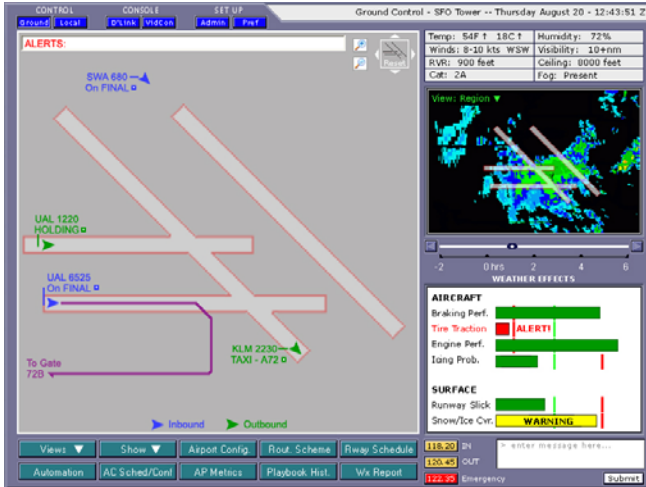 CONTROL CONSOLE SET UP
Ground Control - SFO Tower -- Thursday August 20 - 12:43:51 Z
Ground Local D'Link VidCon Admin Pref
ALERTS:
Reset
Temp: 54F ↑ 18C ↑ Humdity: 72%
Winds: 8-10 kts WSW Visibility: 10+nm
RVR: 900 feet Ceiling: 8000 feet
Cat: 2A Fog: Present
SWA 680
On FINAL
UAL 1220
HOLDING
UAL 6525
On FINAL
KLM 2230
TAXI - A72
To Gate
72B
Inbound Outbound
View: Region ▼
-2 0hrs 2 4 6
WEATHER EFFECTS
AIRCRAFT
Braking Perf.
Tire Traction ALERT!
Engine Perf.
Icing Prob.
SURFACE
Runway Slick
Snow/Ice Cvr. WARNING
Views ▼ Show ▼ Airport Config. Rout. Scheme Rway Schedule
Automation AC Sched/Conf AP Metrics Playbook Hist. Wx Report
118.20 IN
120.45 OUT
122.35 Emergency
> enter message here...
Submit